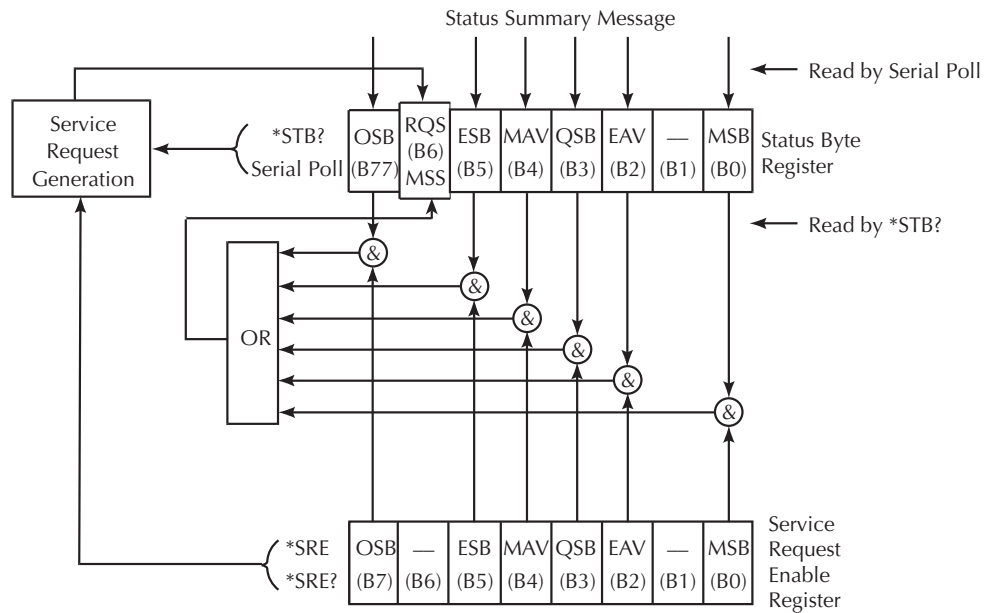 Status Summary Message
Read by Serial Poll
Service
Request
Generation
*STB?
Serial Poll
OSB
(B77)
RQS
(B6)
MSS
ESB
(B5)
MAV
(B4)
QSB
(B3)
EAV
(B2)
—
(B1)
MSB
(B0)
Status Byte
Register
Read by *STB?
&
&
&
&
&
&
OR
*SRE
*SRE?
OSB
(B7)
—
(B6)
ESB
(B5)
MAV
(B4)
QSB
(B3)
EAV
(B2)
—
(B1)
MSB
(B0)
Service
Request
Enable
Register